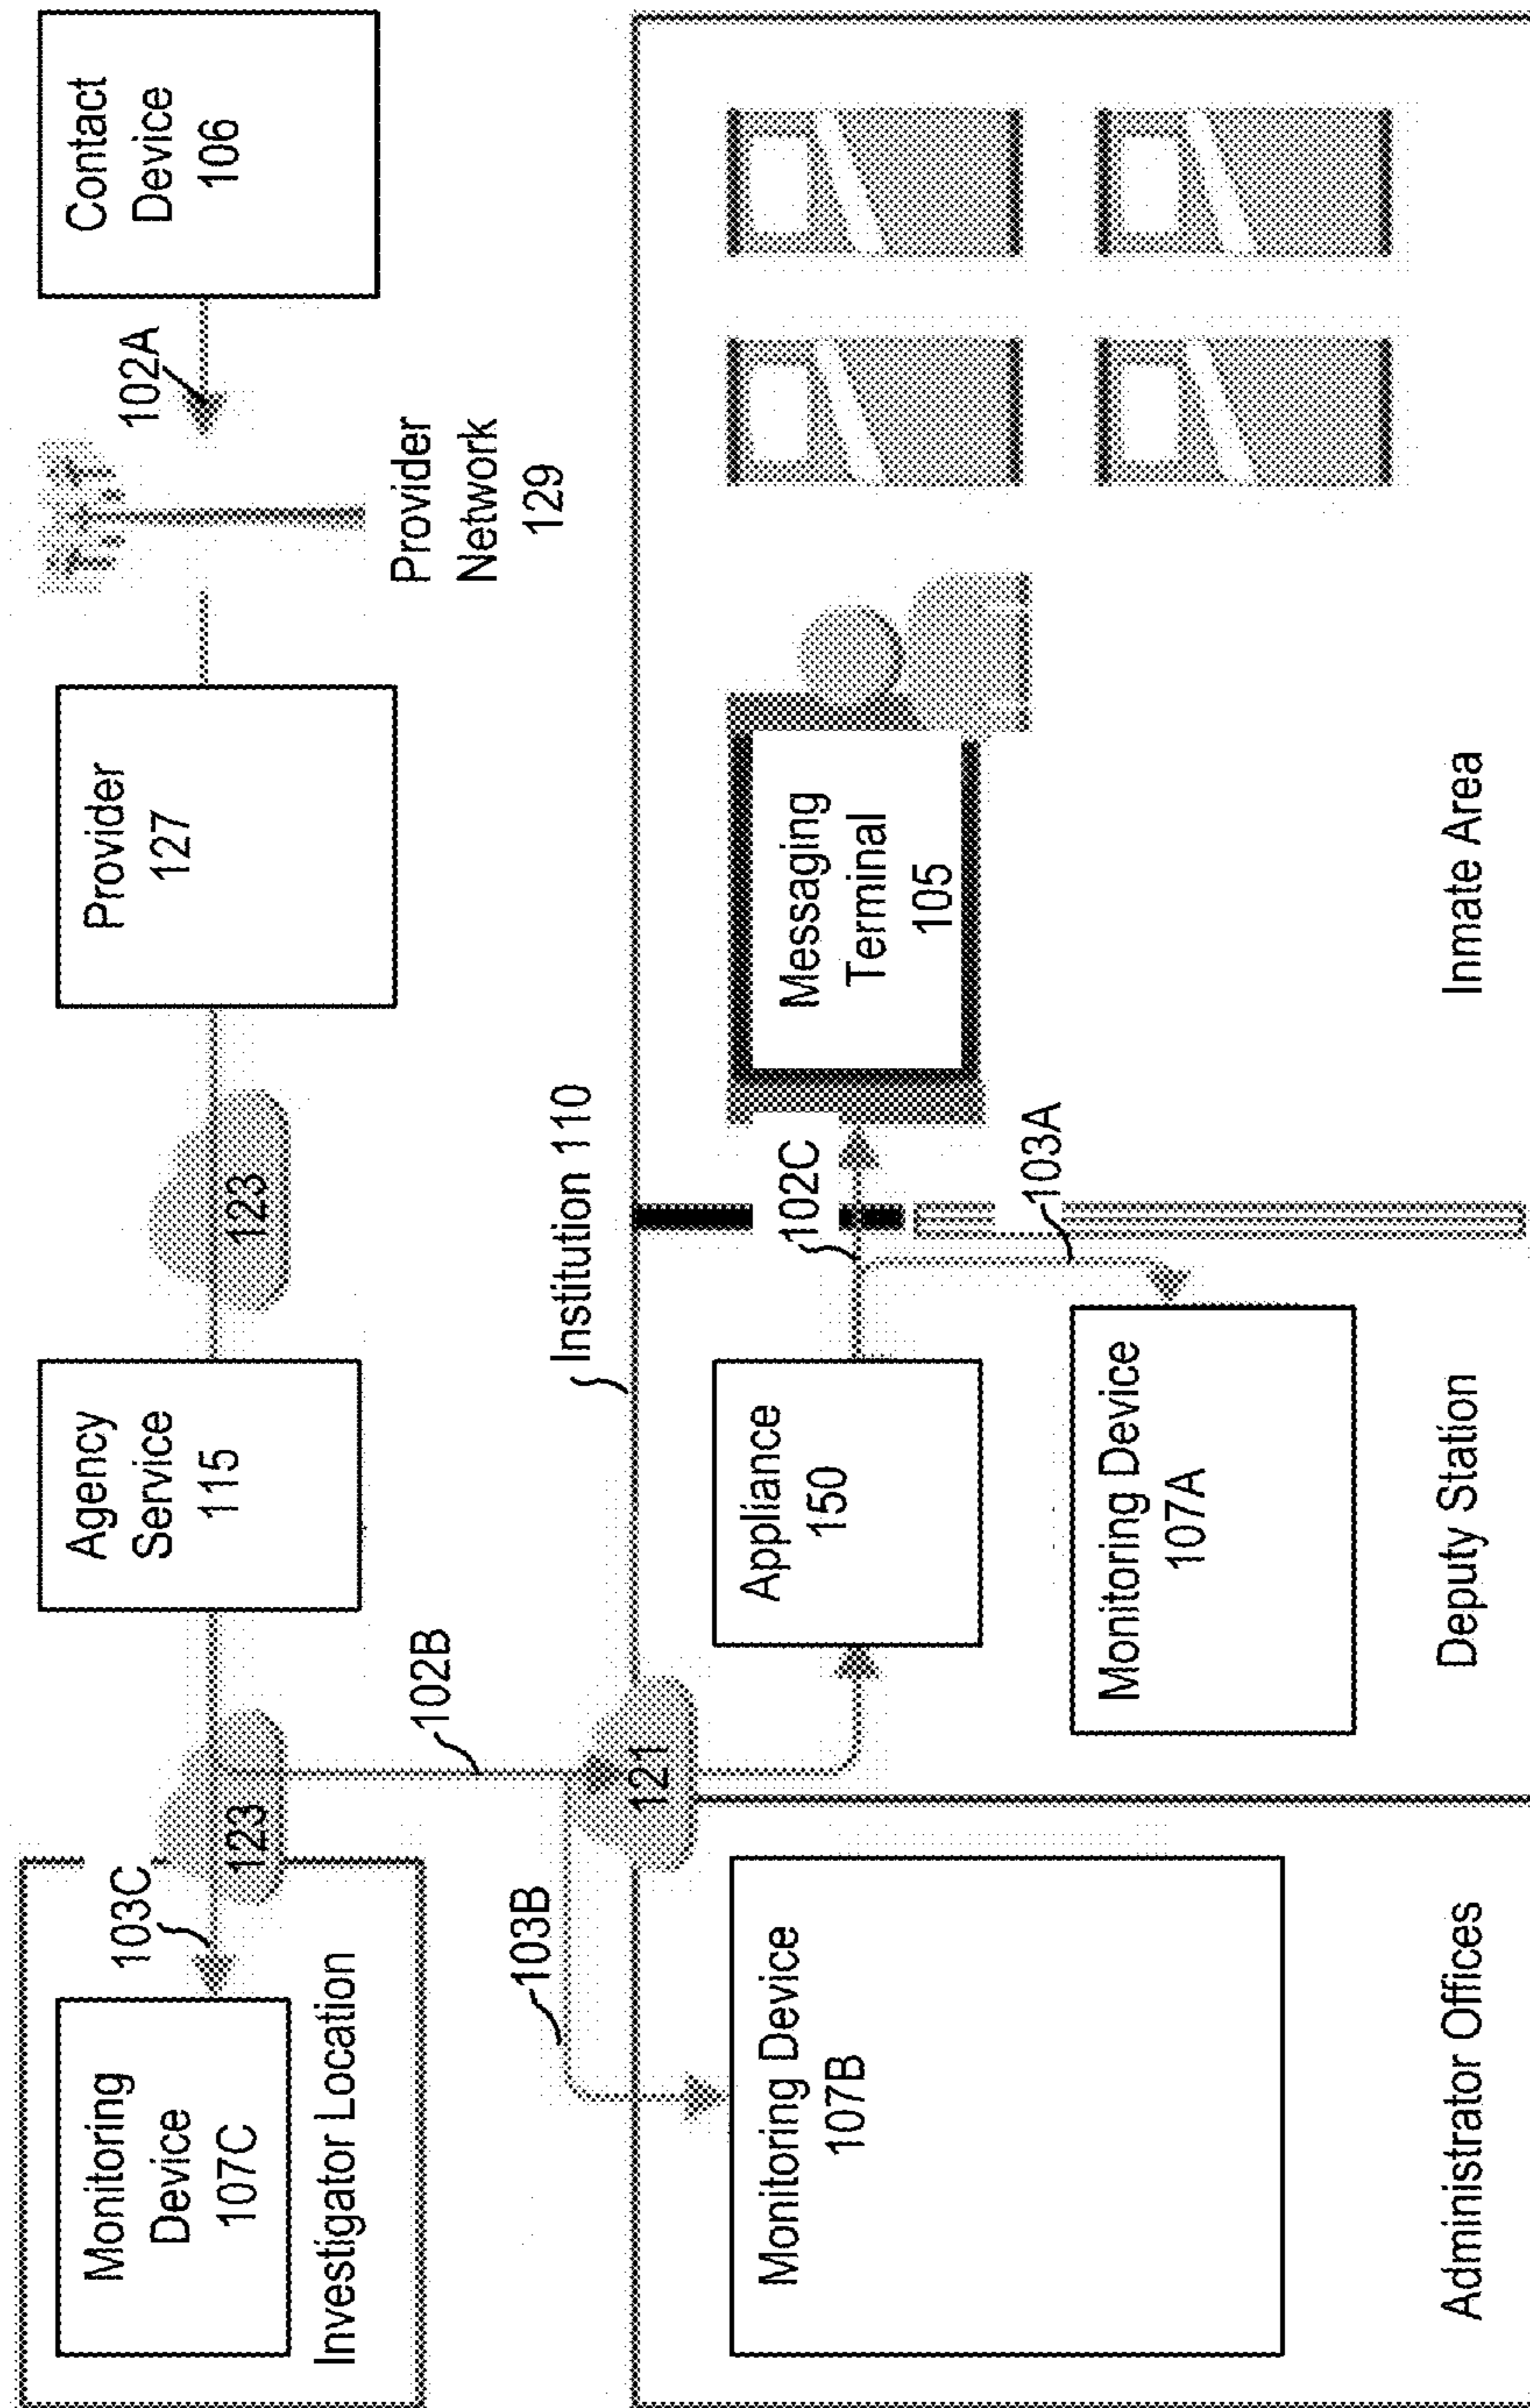 Monitoring
Device
107C
Investigator Location
103C
123
Agency
Service
115
123
Provider
127
Provider
Network
129
102A
Contact
Device
106
102B
103B
121
Institution 110
Monitoring Device
107B
Administrator Offices
Appliance
150
102C
103A
Monitoring Device
107A
Deputy Station
Messaging
Terminal
105
Inmate Area